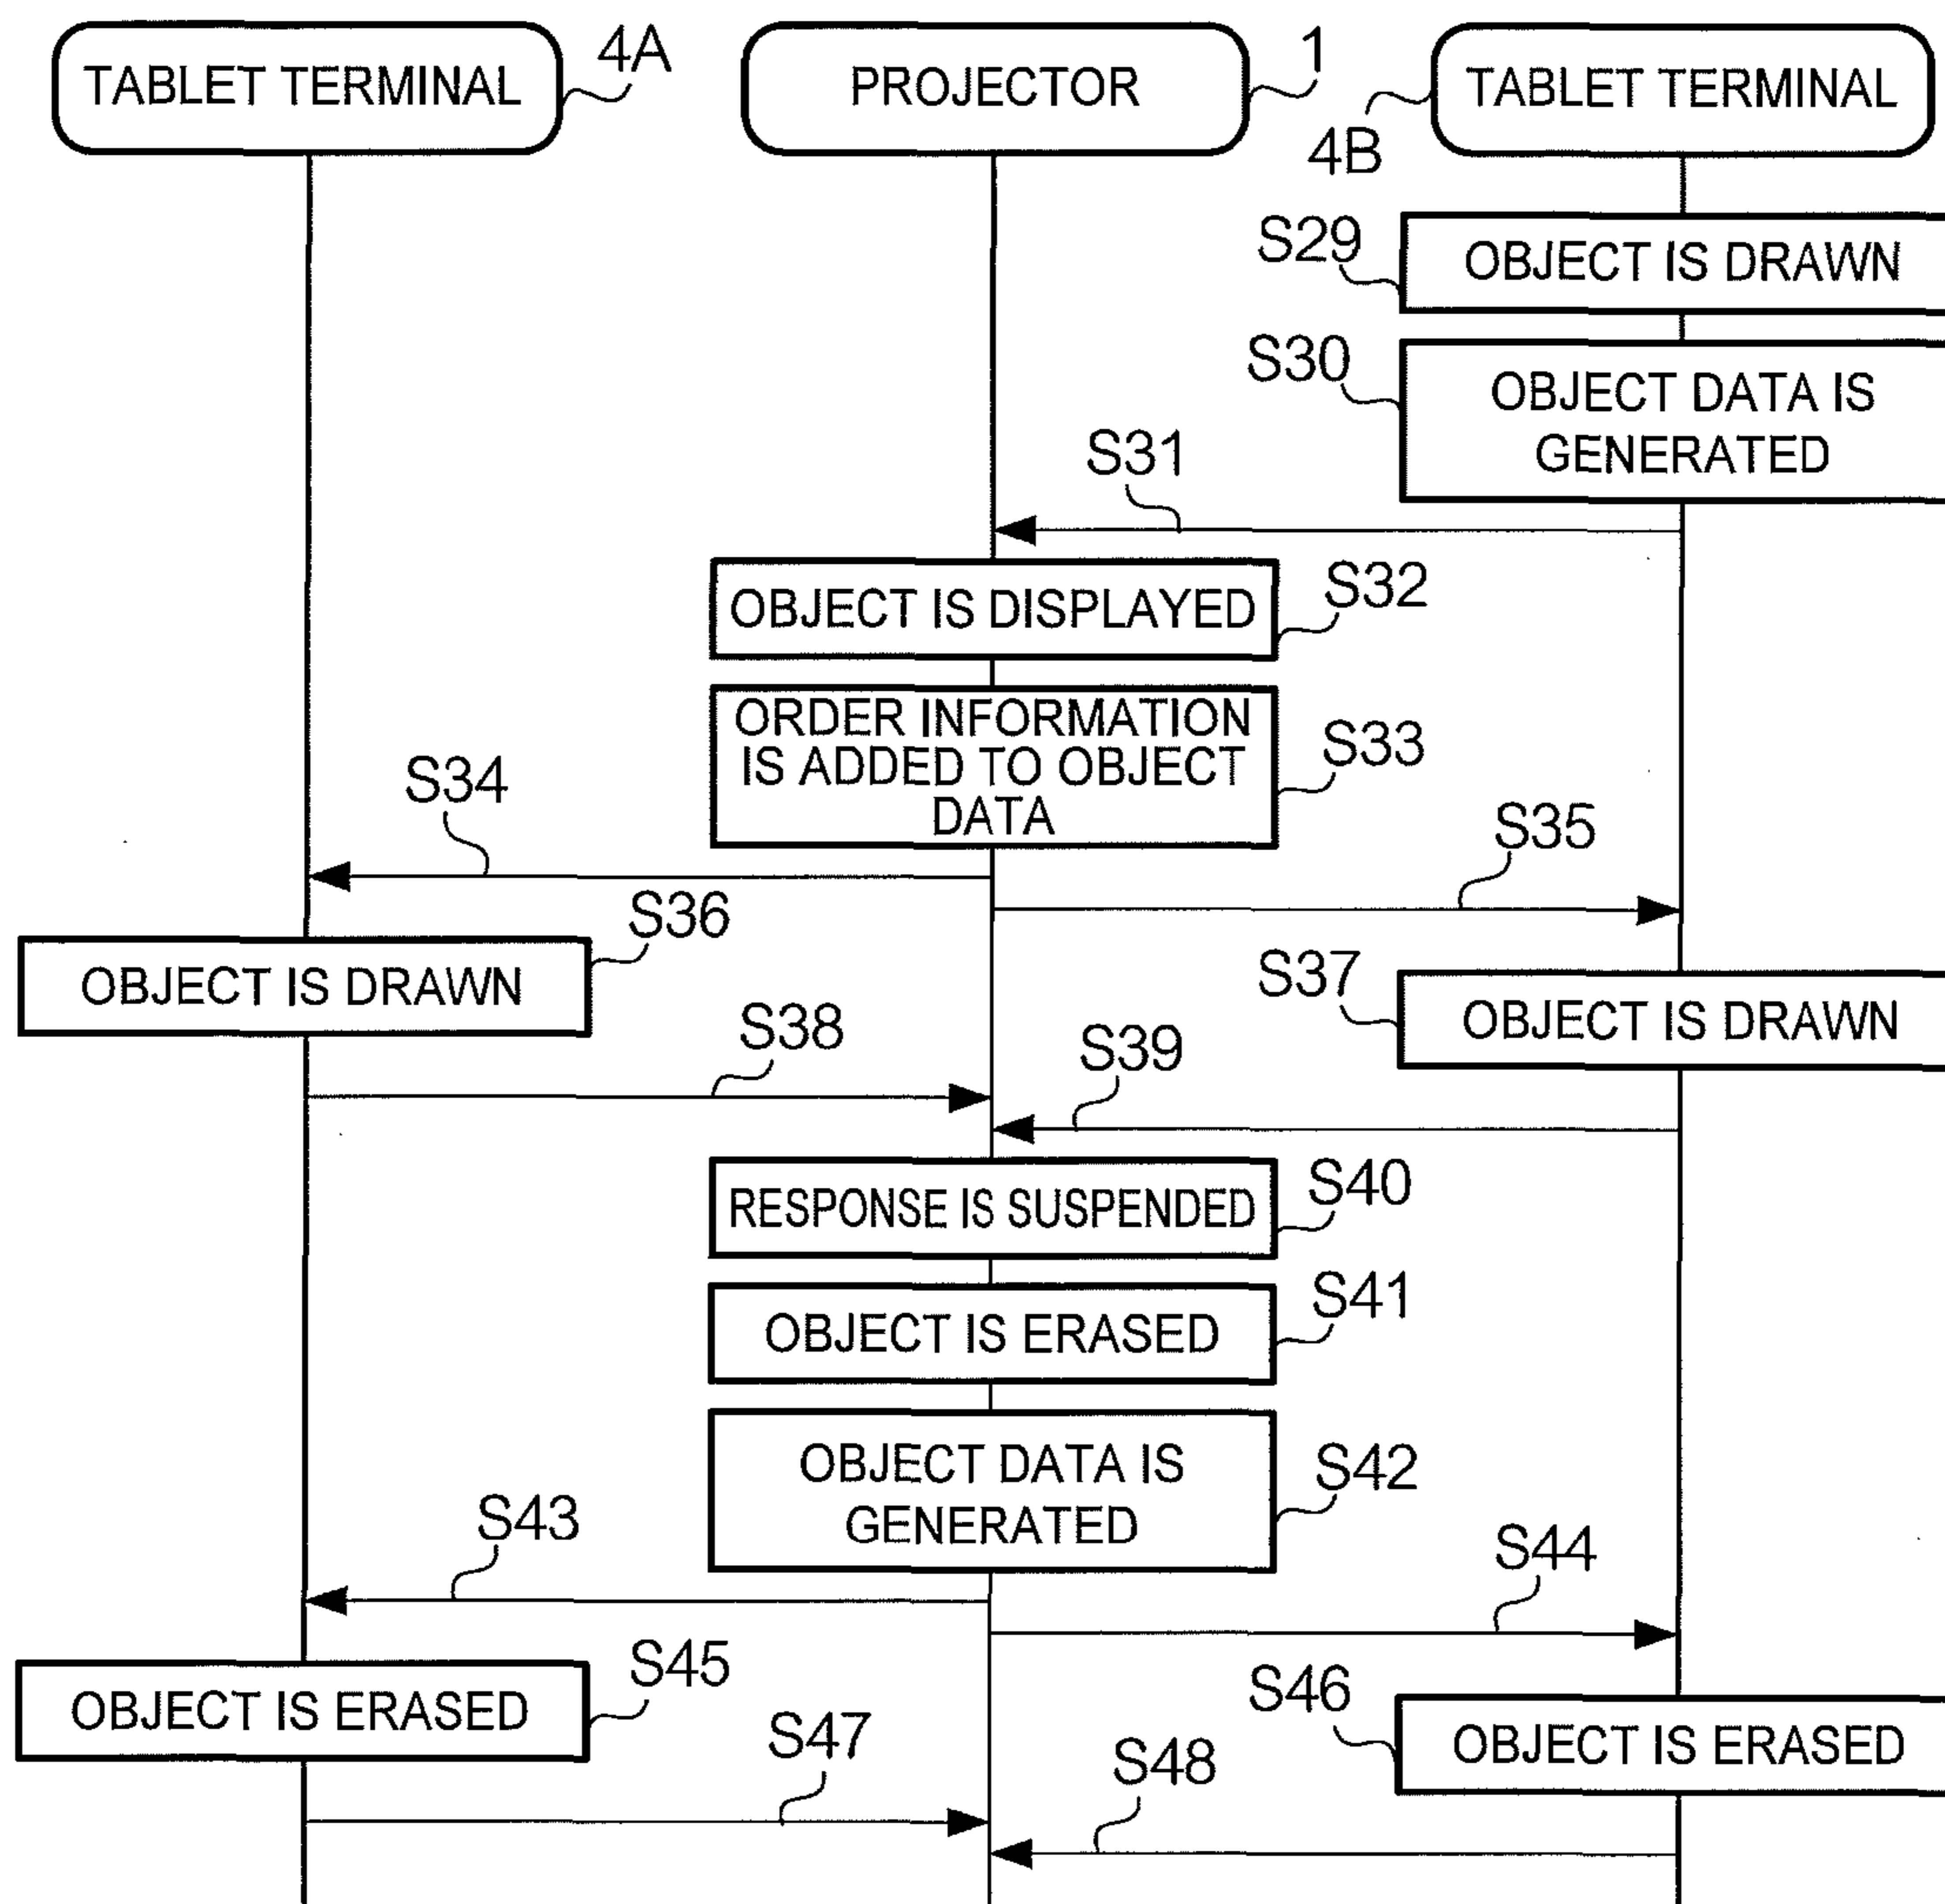 TABLET TERMINAL
4A
PROJECTOR
1
TABLET TERMINAL
4B
S29
OBJECT IS DRAWN
S30
OBJECT DATA IS
GENERATED
S31
OBJECT IS DISPLAYED
S32
ORDER INFORMATION
IS ADDED TO OBJECT
DATA
S33
S34
S35
S36
OBJECT IS DRAWN
S37
OBJECT IS DRAWN
S38
S39
RESPONSE IS SUSPENDED
S40
OBJECT IS ERASED
S41
OBJECT DATA IS
GENERATED
S42
S43
S44
OBJECT IS ERASED
S45
S46
OBJECT IS ERASED
S47
S48